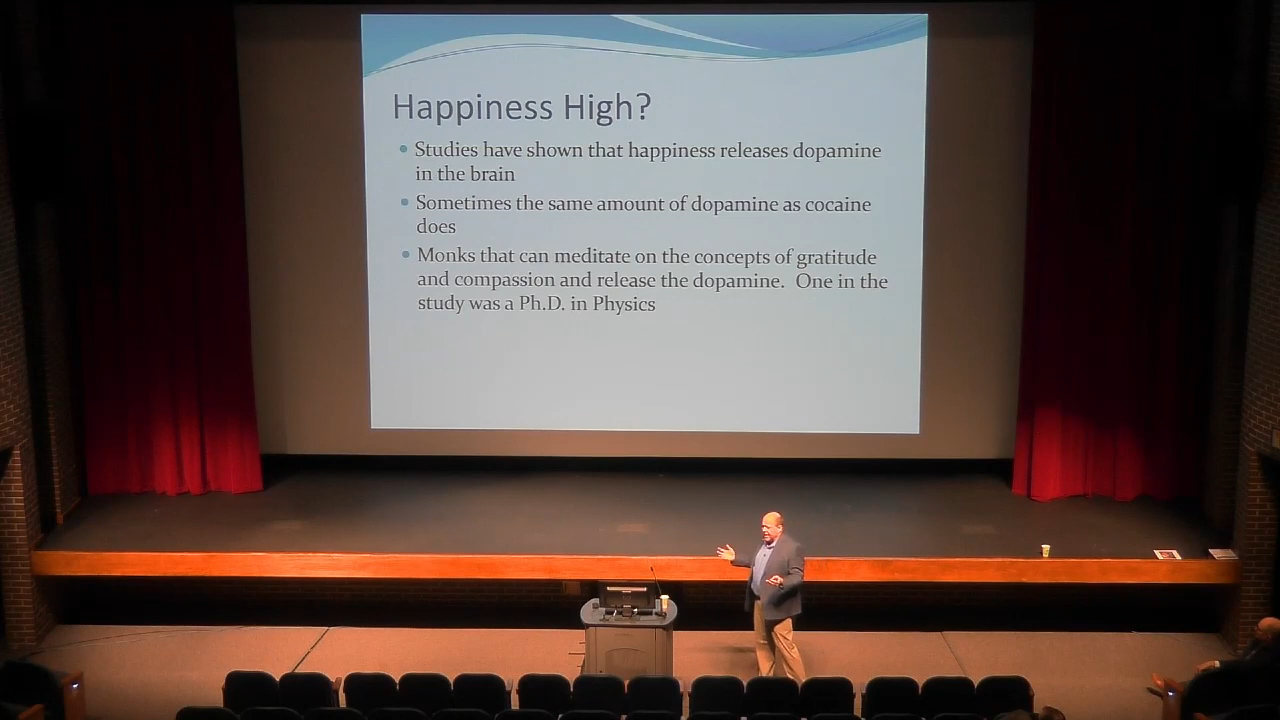 Happiness High?
Studies have shown that happiness releases dopamine
in the brain
Sometimes the same amount of dopamine as cocaine
does
Monks that can meditate on the concepts of gratitude
and compassion and release the dopamine.  One in the
study was a Ph.D. in Physics